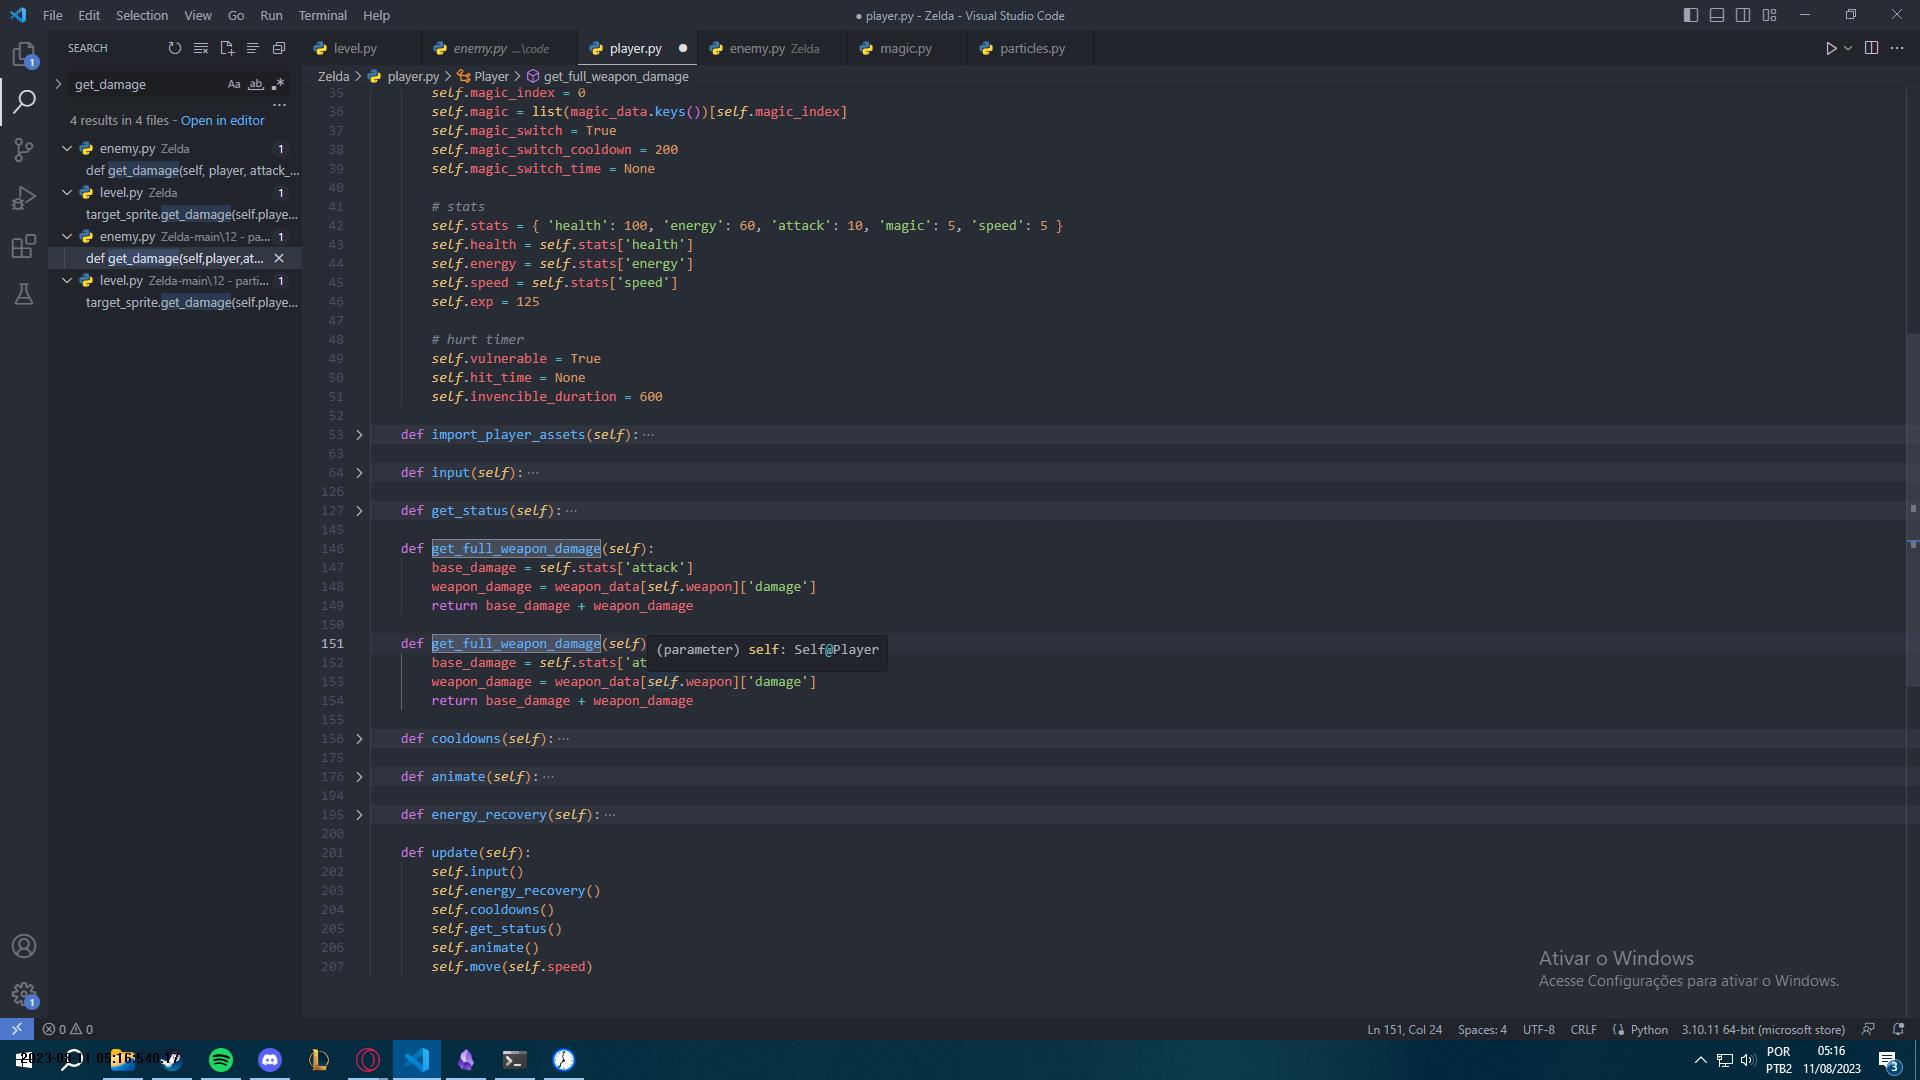 File Edit Selection View Go Run Terminal Help
● player.py - Zelda - Visual Studio Code
SEARCH
get_damage
Aa ab .*
4 results in 4 files - Open in editor
enemy.py Zelda 1
def get_damage(self, player, attack_...
level.py Zelda 1
target_sprite.get_damage(self.playe...
enemy.py Zelda-main\12 - pa... 1
def get_damage(self,player,at...
level.py Zelda-main\12 - parti... 1
target_sprite.get_damage(self.playe...
level.py
enemy.py ...\code
player.py
enemy.py Zelda
magic.py
particles.py
Zelda > player.py > Player > get_full_weapon_damage
35 self.magic_index = 0
36 self.magic = list(magic_data.keys())[self.magic_index]
37 self.magic_switch = True
38 self.magic_switch_cooldown = 200
39 self.magic_switch_time = None
40
41 # stats
42 self.stats = { 'health': 100, 'energy': 60, 'attack': 10, 'magic': 5, 'speed': 5 }
43 self.health = self.stats['health']
44 self.energy = self.stats['energy']
45 self.speed = self.stats['speed']
46 self.exp = 125
47
48 # hurt timer
49 self.vulnerable = True
50 self.hit_time = None
51 self.invencible_duration = 600
52
53 def import_player_assets(self): ...
63
64 def input(self): ...
126
127 def get_status(self): ...
145
146 def get_full_weapon_damage(self):
147 base_damage = self.stats['attack']
148 weapon_damage = weapon_data[self.weapon]['damage']
149 return base_damage + weapon_damage
150
151 def get_full_weapon_damage(self)
(parameter) self: Self@Player
152 base_damage = self.stats['at
153 weapon_damage = weapon_data[self.weapon]['damage']
154 return base_damage + weapon_damage
155
156 def cooldowns(self): ...
175
176 def animate(self): ...
194
195 def energy_recovery(self): ...
200
201 def update(self):
202 self.input()
203 self.energy_recovery()
204 self.cooldowns()
205 self.get_status()
206 self.animate()
207 self.move(self.speed)
Ativar o Windows
Acesse Configurações para ativar o Windows.
1
1
0 0
Ln 151, Col 24 Spaces: 4 UTF-8 CRLF Python 3.10.11 64-bit (microsoft store)
POR
PTB2
05:16
11/08/2023
3